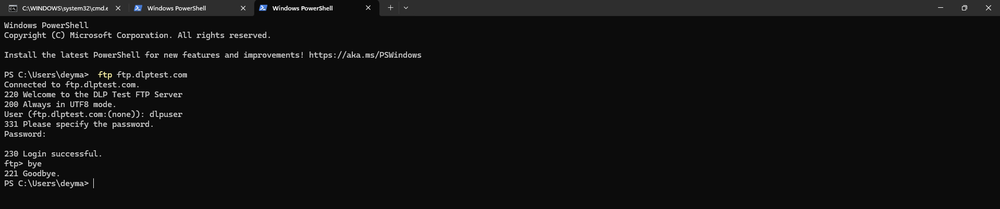 C:\WINDOWS\system32\cmd.e
Windows PowerShell
Windows PowerShell
Windows PowerShell
Copyright (C) Microsoft Corporation. All rights reserved.
Install the latest PowerShell for new features and improvements! https://aka.ms/PSWindows
PS C:\Users\deyma>  ftp ftp.dlptest.com
Connected to ftp.dlptest.com.
220 Welcome to the DLP Test FTP Server
200 Always in UTF8 mode.
User (ftp.dlptest.com:(none)): dlpuser
331 Please specify the password.
Password:
230 Login successful.
ftp> bye
221 Goodbye.
PS C:\Users\deyma>